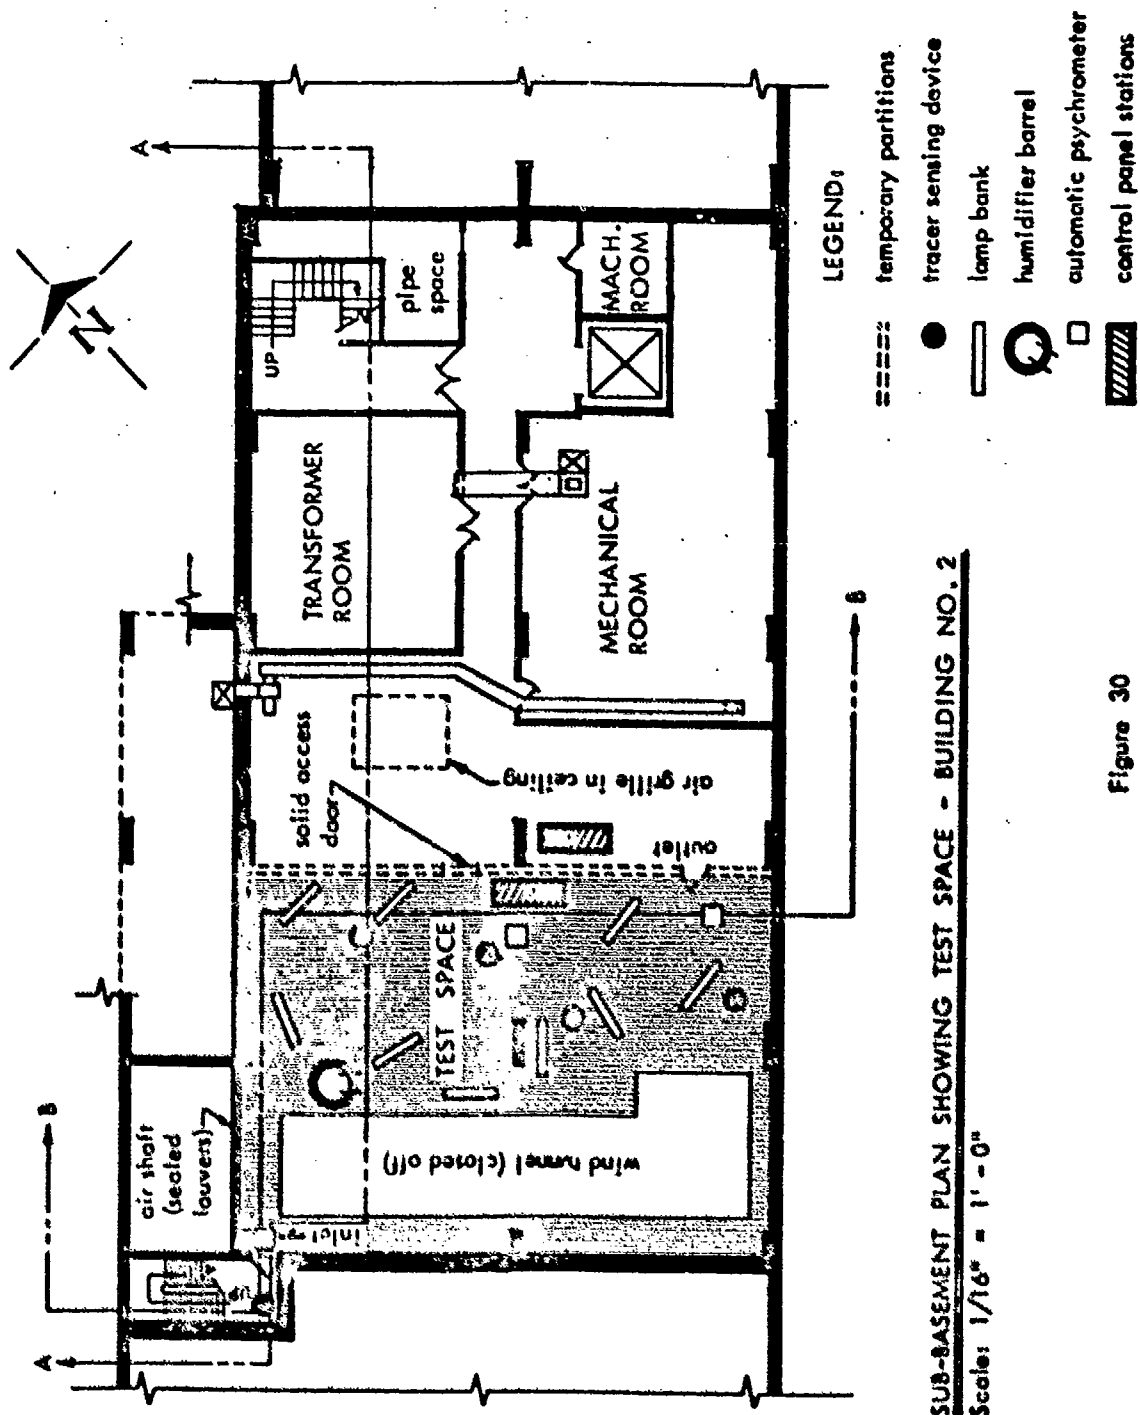 A
A
N
UP
pipe
space
MACH.
ROOM
TRANSFORMER
ROOM
MECHANICAL
ROOM
solid access
door
air grille in ceiling
outlet
TEST SPACE
wind tunnel (closed off)
air shaft
(sealed
louvers)
inlet
UP
B
B
LEGEND:
temporary partitions
tracer sensing device
lamp bank
humidifier barrel
automatic psychrometer
control panel stations
SUB-BASEMENT PLAN SHOWING TEST SPACE - BUILDING NO. 2
Scale: 1/16" = 1' - 0"
Figure 30